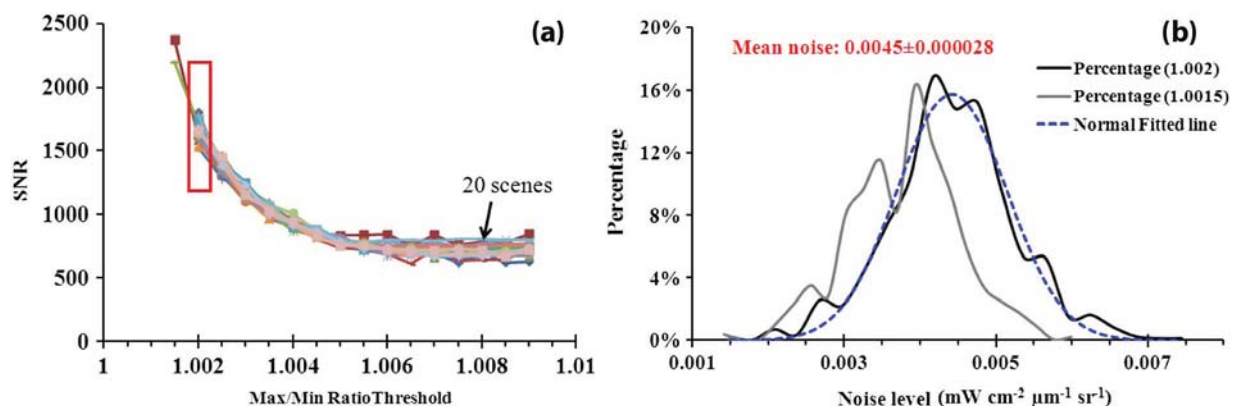 (a)
2500
2000
1500
1000
500
0
SNR
20 scenes
1
1.002
1.004
1.006
1.008
1.01
Max/Min RatioThreshold
(b)
20%
16%
12%
8%
4%
0%
Percentage
Mean noise: 0.0045±0.000028
Percentage (1.002)
Percentage (1.0015)
Normal Fitted line
0.001
0.003
0.005
0.007
Noise level (mW cm⁻² µm⁻¹ sr⁻¹)